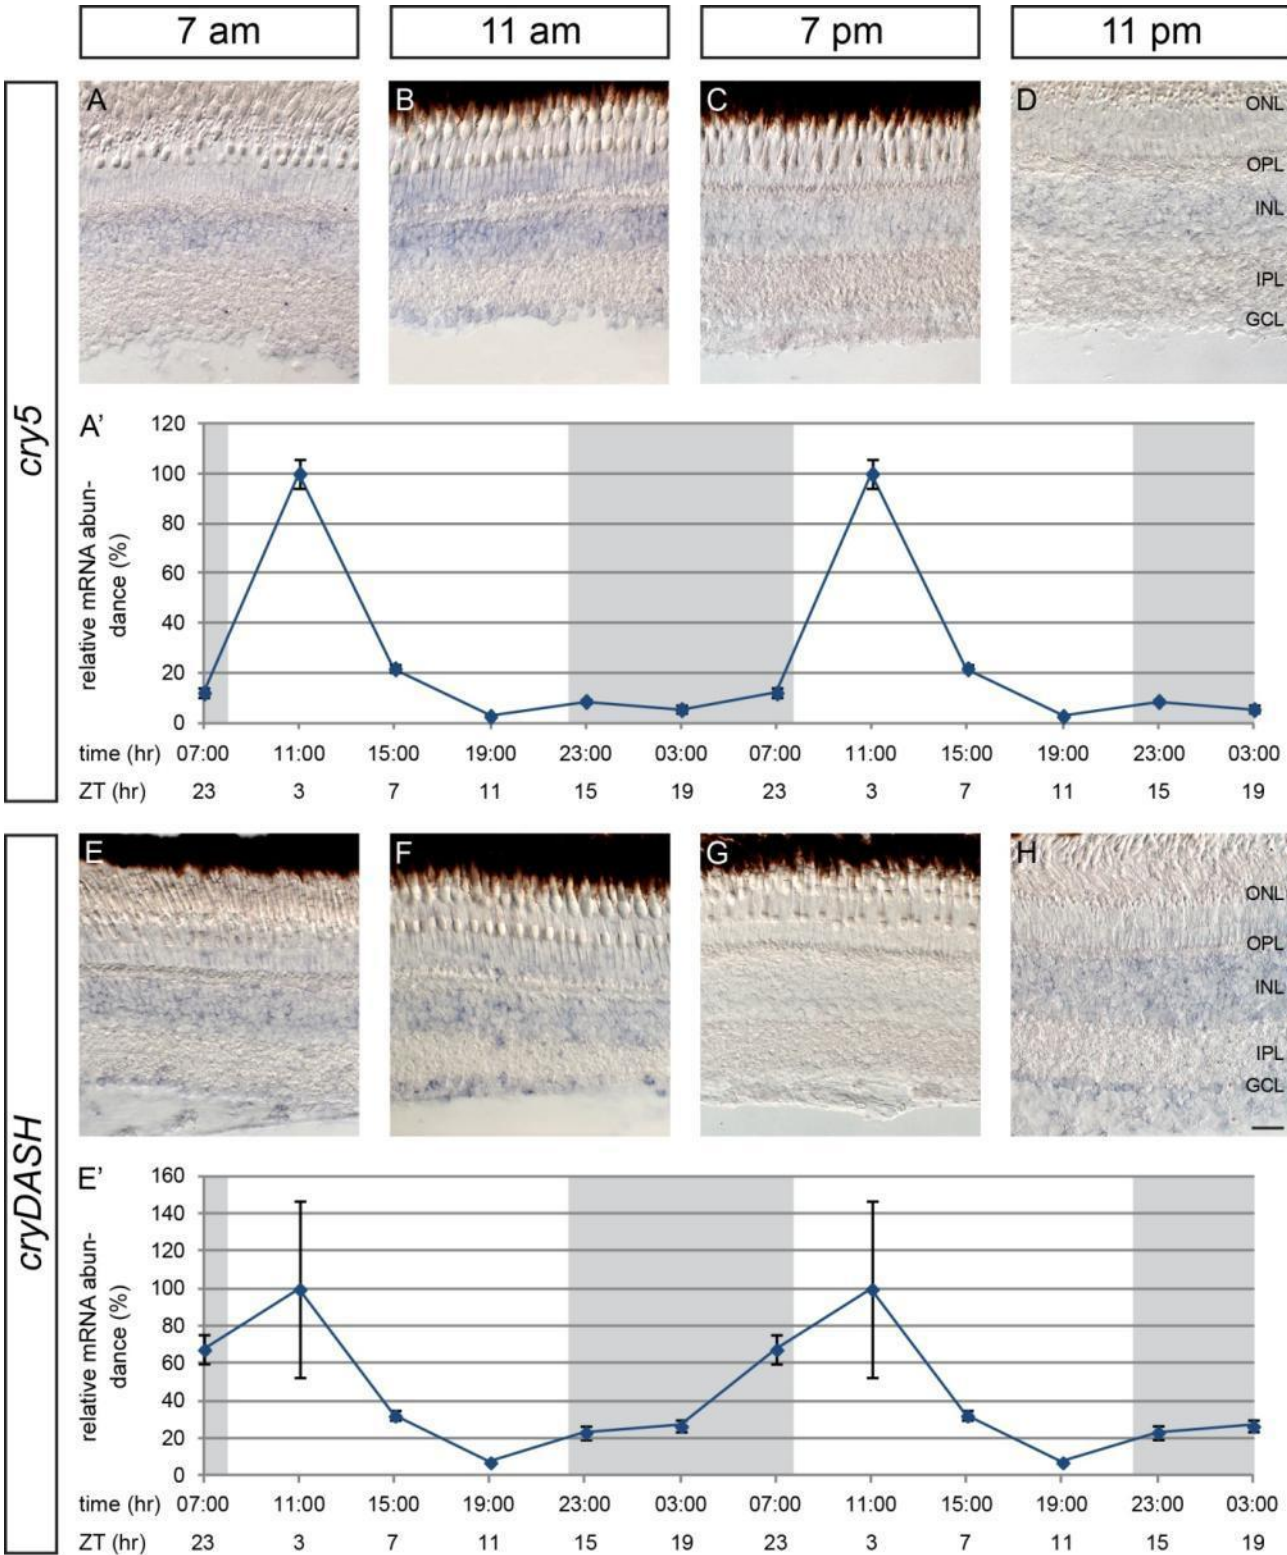 7 am 11 am 7 pm 11 pm
cry5
A B C D
ONL
OPL
INL
IPL
GCL
A'
relative mRNA abun-
dance (%)
120
100
80
60
40
20
0
time (hr) 07:00 11:00 15:00 19:00 23:00 03:00 07:00 11:00 15:00 19:00 23:00 03:00
ZT (hr) 23 3 7 11 15 19 23 3 7 11 15 19
cryDASH
E F G H
ONL
OPL
INL
IPL
GCL
E'
relative mRNA abun-
dance (%)
160
140
120
100
80
60
40
20
0
time (hr) 07:00 11:00 15:00 19:00 23:00 03:00 07:00 11:00 15:00 19:00 23:00 03:00
ZT (hr) 23 3 7 11 15 19 23 3 7 11 15 19